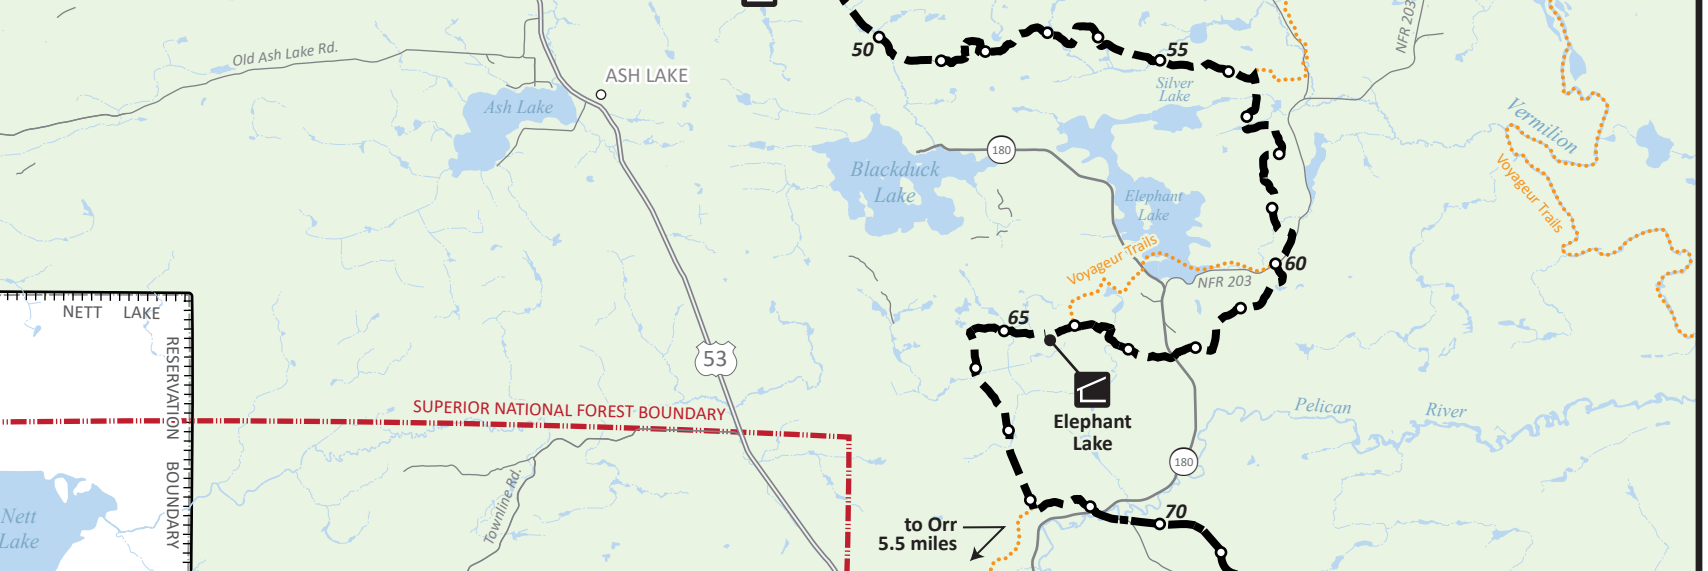 NFR 203
50
55
Old Ash Lake Rd.
ASH LAKE
Silver
Lake
Ash Lake
Vermilion
180
Blackduck
Lake
Elephant
Lake
Voyageur Trails
Voyageur Trails
60
NFR 203
NETT LAKE
65
RESERVATION BOUNDARY
53
SUPERIOR NATIONAL FOREST BOUNDARY
Pelican River
Elephant
Lake
180
Townline Rd.
70
Nett
Lake
to Orr
5.5 miles